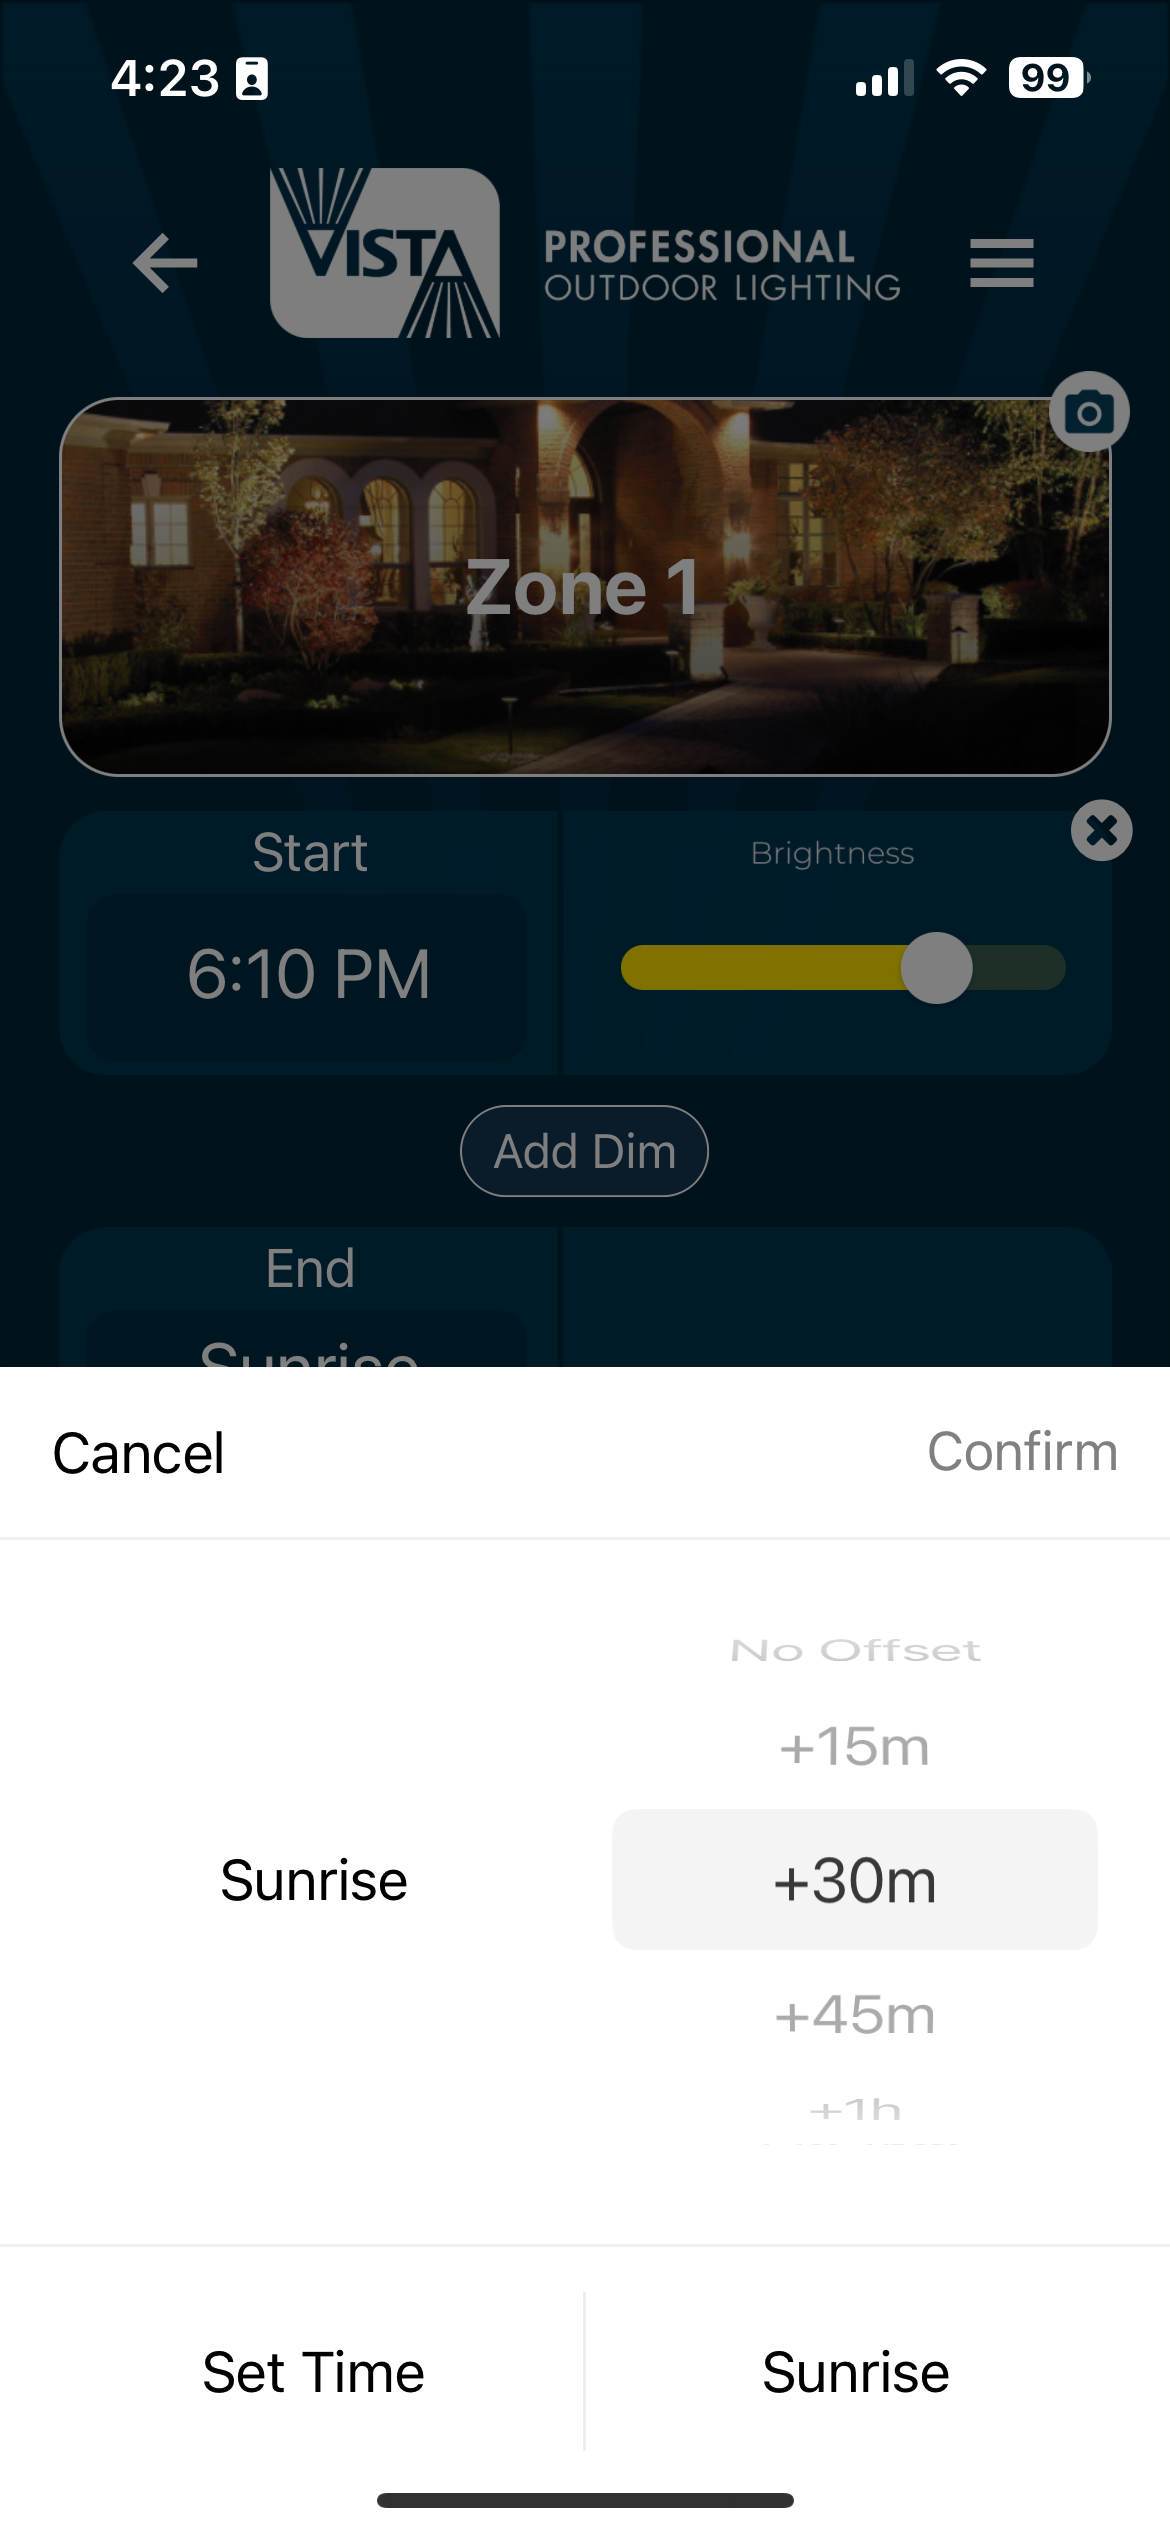 4:23
99
VISTA
PROFESSIONAL
OUTDOOR LIGHTING
Zone 1
Start
Brightness
6:10 PM
Add Dim
End
Sunrise
Cancel
Confirm
No Offset
+15m
Sunrise
+30m
+45m
+1h
Set Time
Sunrise